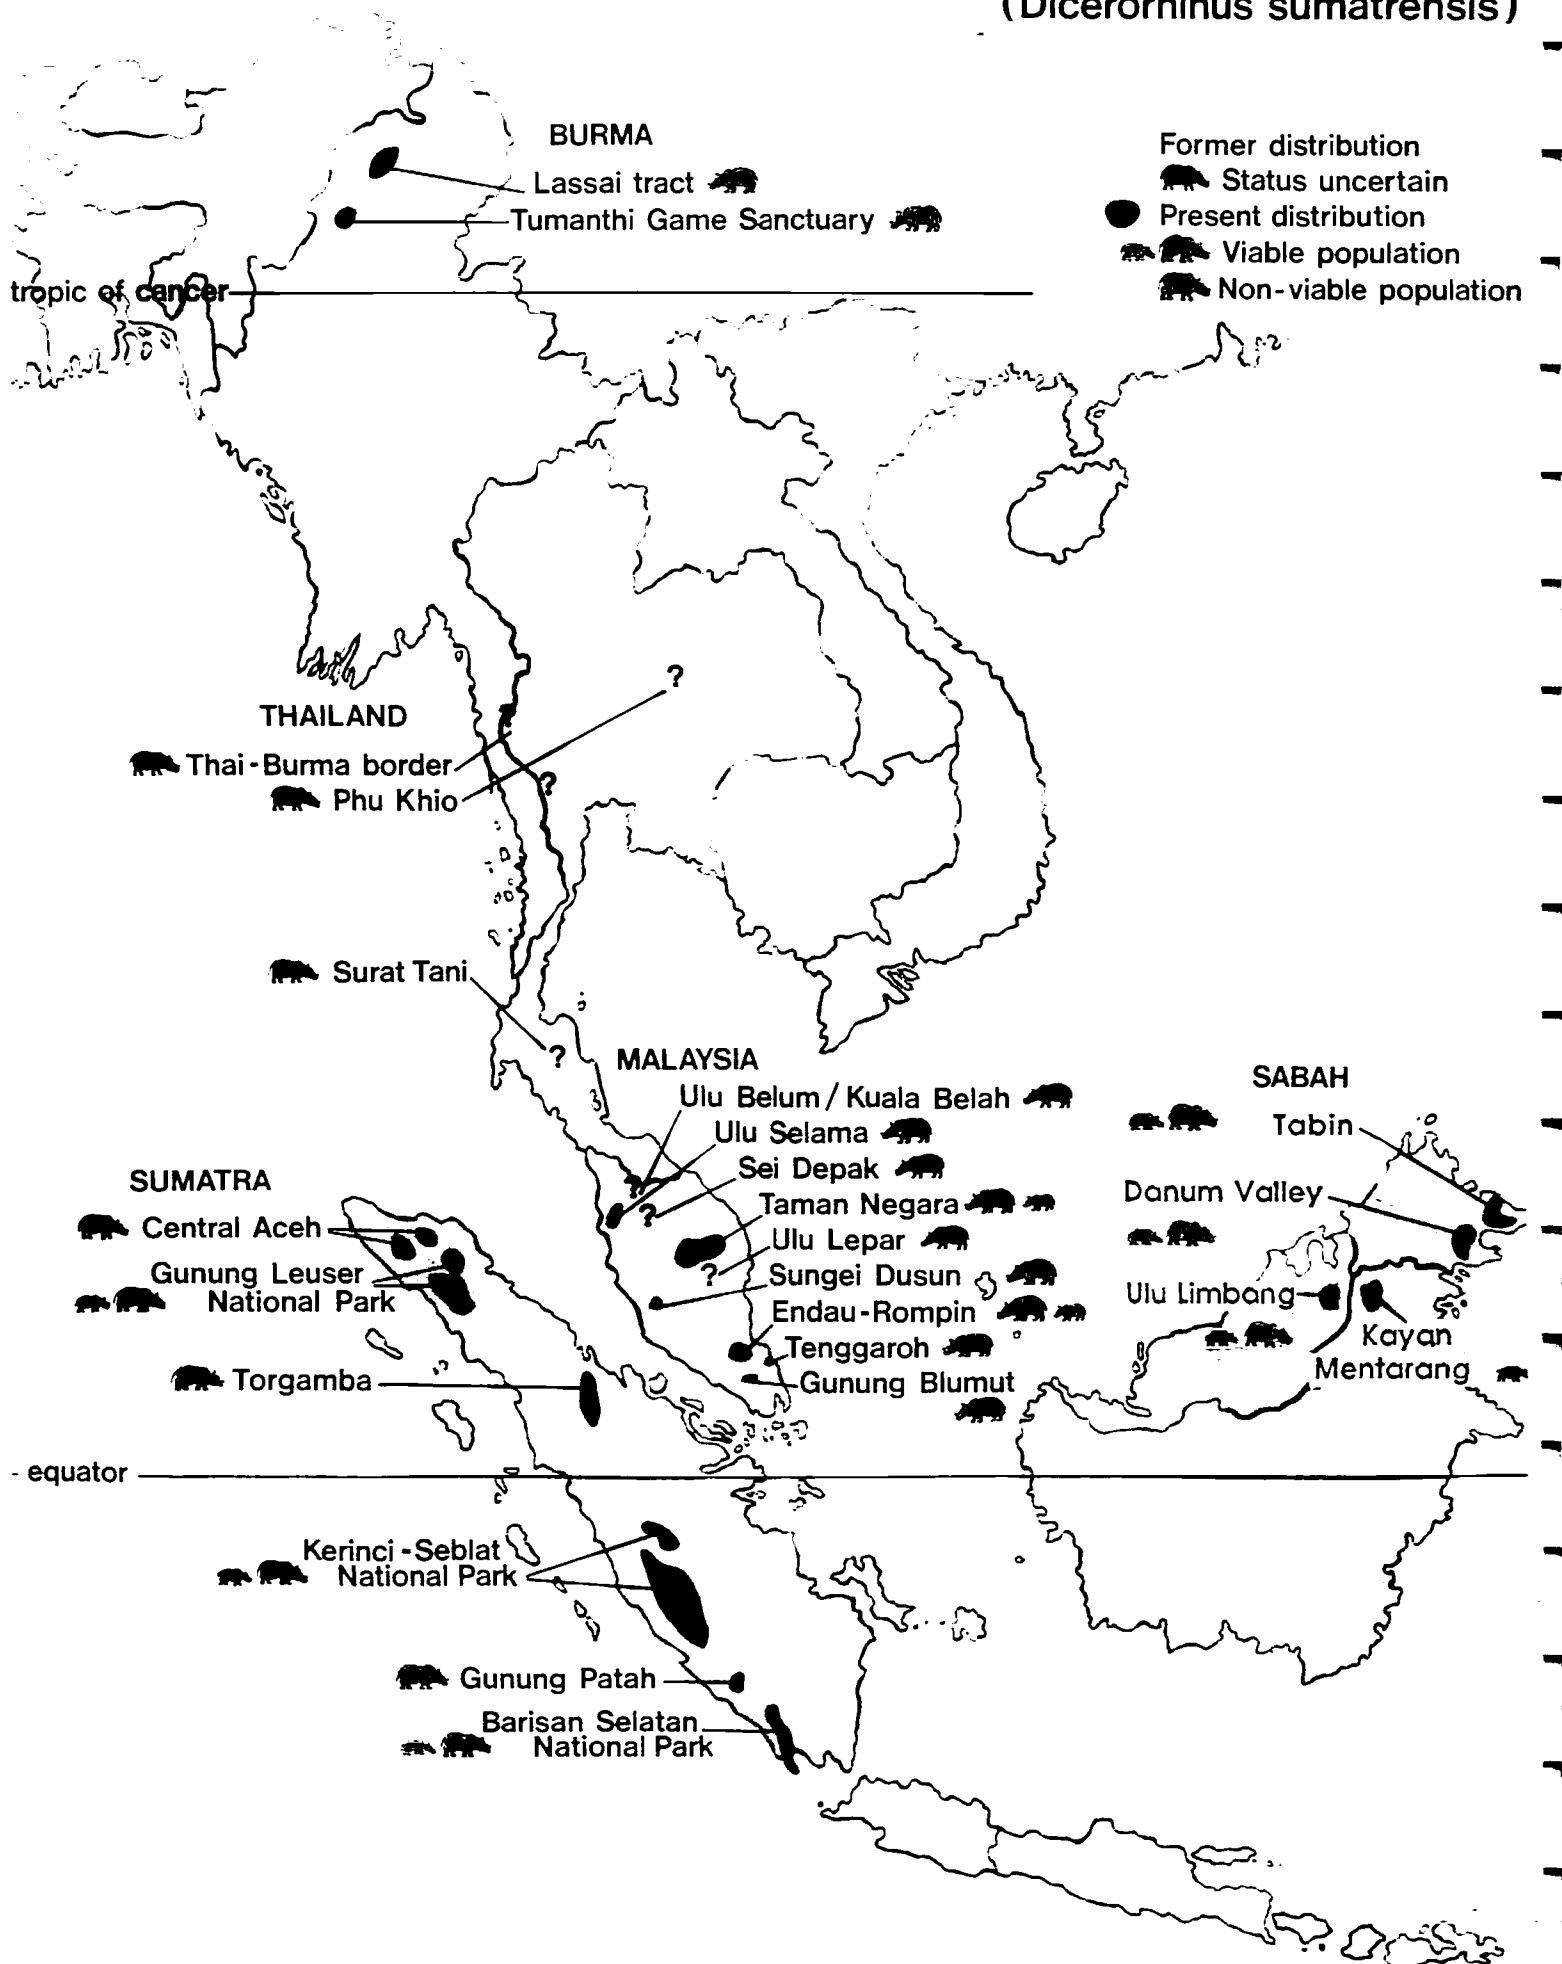 (Dicerorhinus sumatrensis)
BURMA
Lassai tract
Tumanthi Game Sanctuary
Former distribution
Status uncertain
Present distribution
Viable population
Non-viable population
tropic of cancer
?
THAILAND
Thai-Burma border
Phu Khio
?
Surat Tani
?
MALAYSIA
Ulu Belum / Kuala Belah
Ulu Selama
Sei Depak
?
?
Taman Negara
Ulu Lepar
?
Sungei Dusun
Endau-Rompin
Tenggaroh
Gunung Blumut
SABAH
Tabin
Danum Valley
Ulu Limbang
Kayan
Mentarang
SUMATRA
Central Aceh
Gunung Leuser
National Park
Torgamba
equator
Kerinci-Seblat
National Park
Gunung Patah
Barisan Selatan
National Park